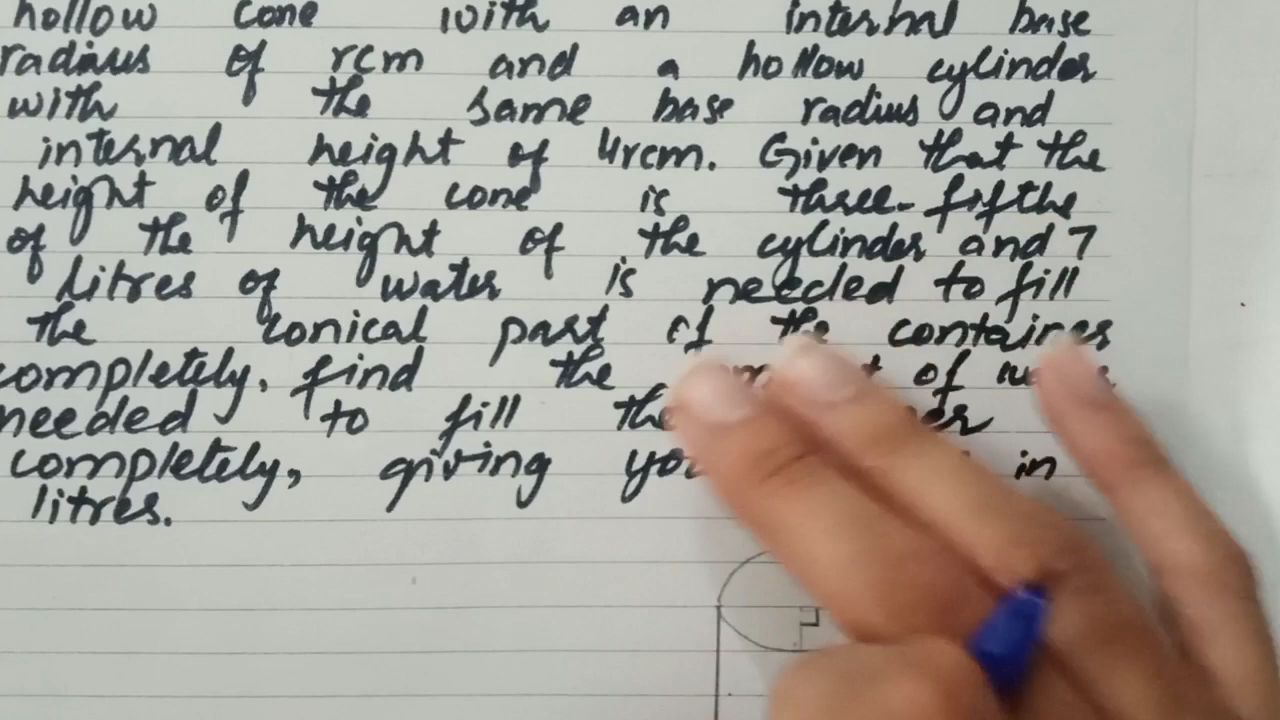 hollow cone with an internal base
radius of rcm and a hollow cylinder
with the same base radius and
internal height of 4rcm. Given that the
height of the cone is three-fifths
of the height of the cylinder and 7
litres of water is needed to fill
the conical part of the container
completely, find the of
needed to fill
completely, giving in
litres.